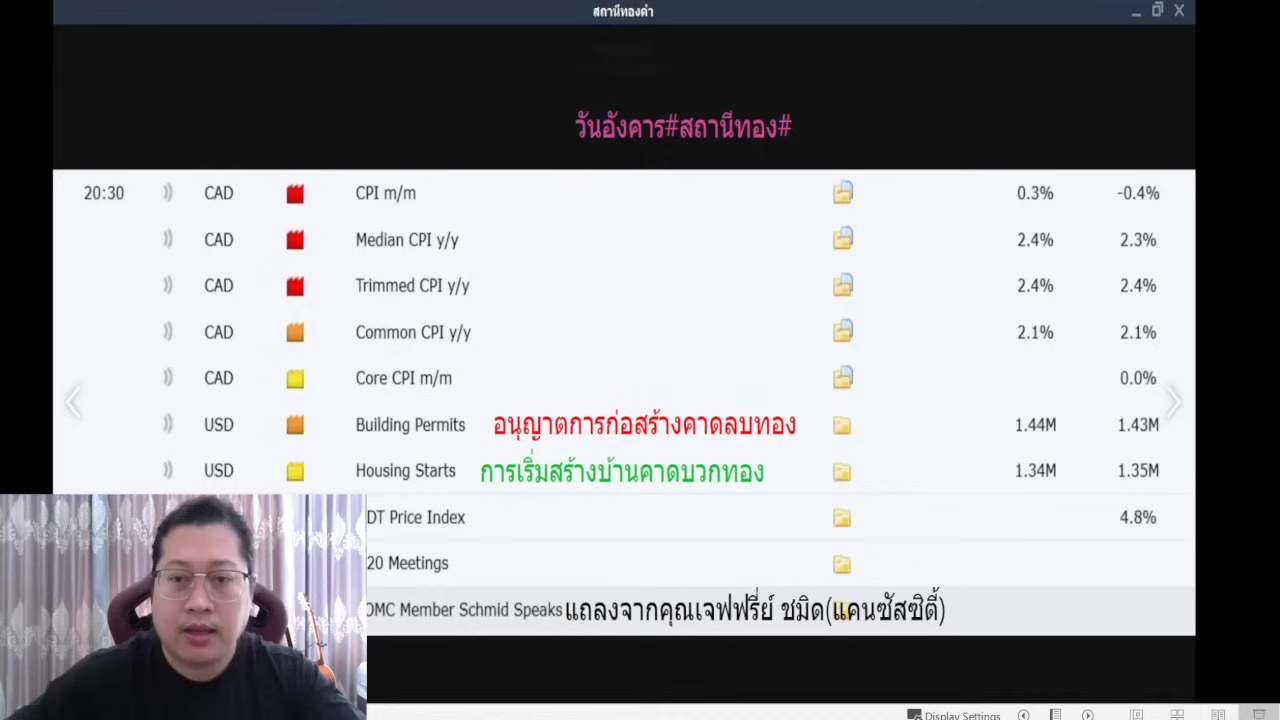 สถานีทองคำ
วันอังคาร#สถานีทอง#
20:30 CAD CPI m/m 0.3% -0.4%
CAD Median CPI y/y 2.4% 2.3%
CAD Trimmed CPI y/y 2.4% 2.4%
CAD Common CPI y/y 2.1% 2.1%
CAD Core CPI m/m 0.0%
USD Building Permits อนุญาตการก่อสร้างคาดลบทอง 1.44M 1.43M
USD Housing Starts การเริ่มสร้างบ้านคาดบวกทอง 1.34M 1.35M
DT Price Index 4.8%
20 Meetings
OMC Member Schmid Speaks แถลงจากคุณเจฟฟรี่ย์ ชมิด(แคนซัสซิตี้)
Display Settings